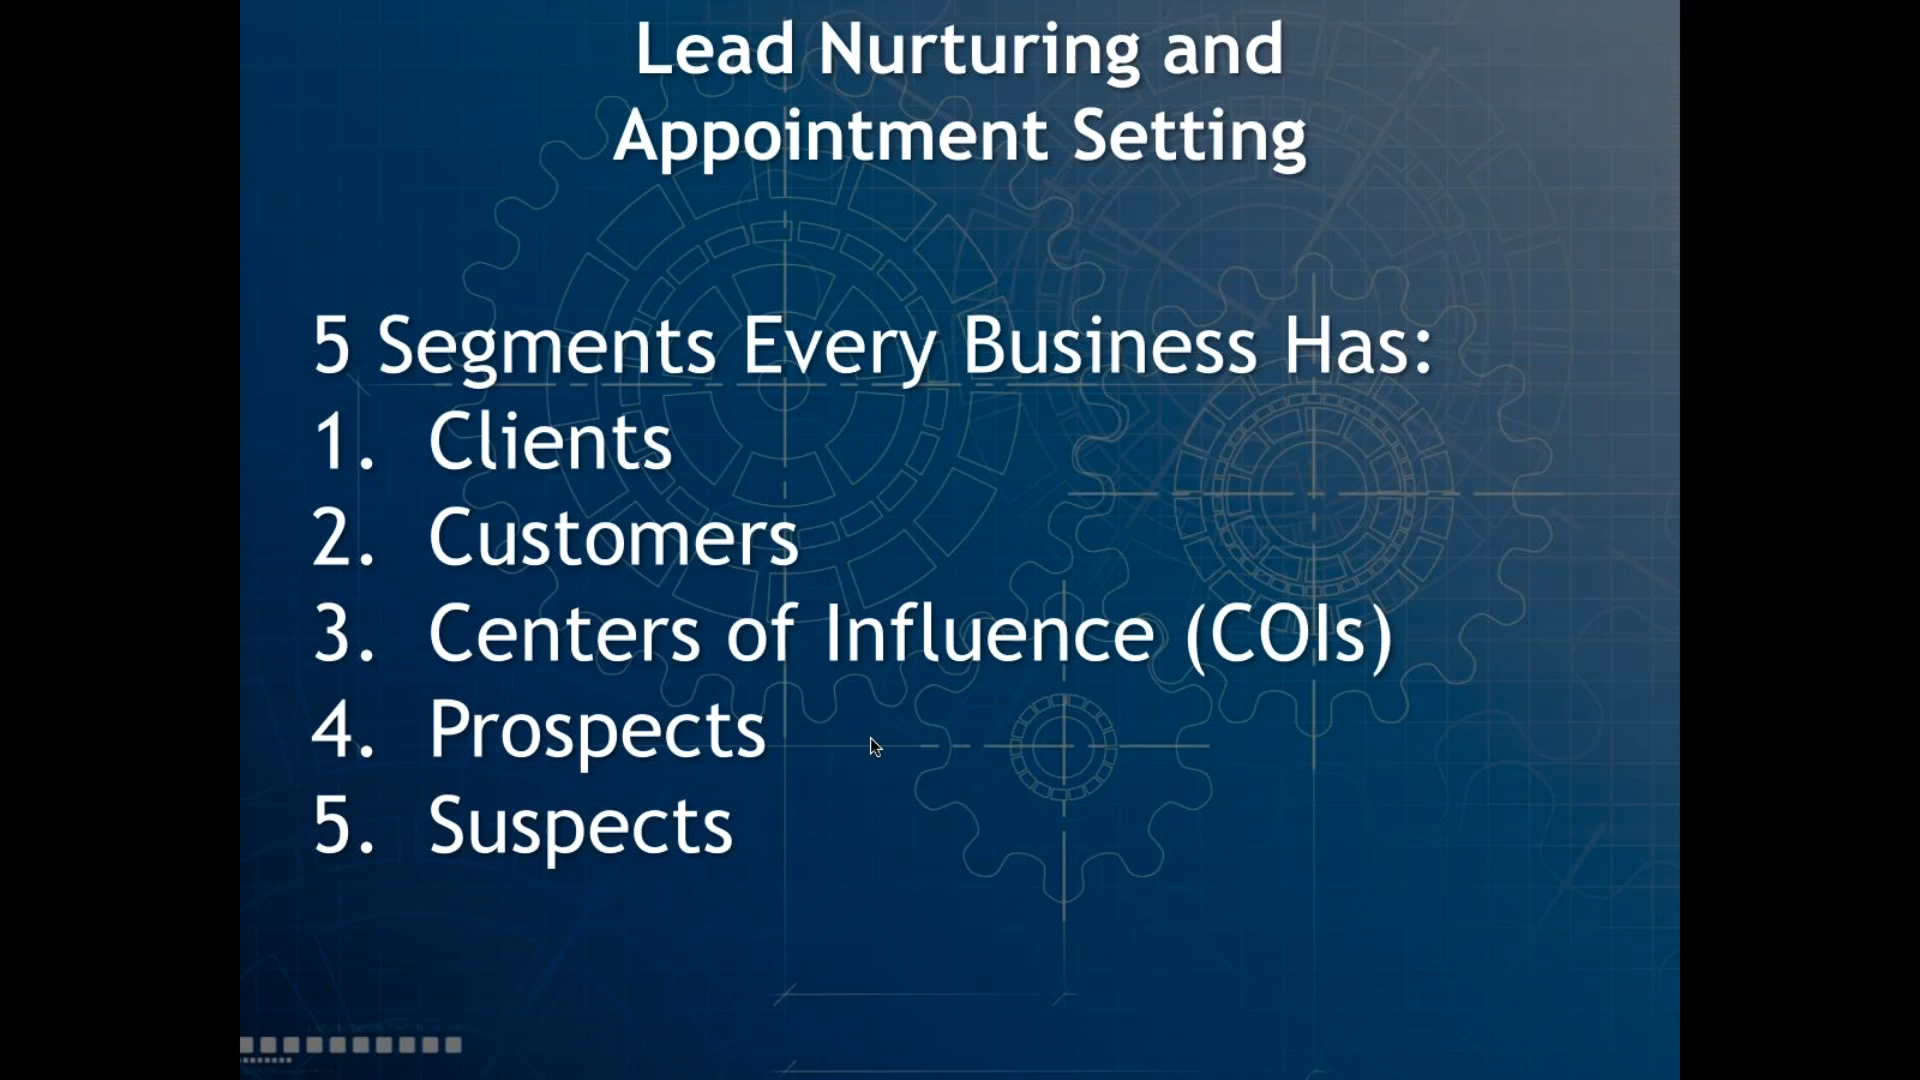 Lead Nurturing and
Appointment Setting
5 Segments Every Business Has:
1. Clients
2. Customers
3. Centers of Influence (COIs)
4. Prospects
5. Suspects